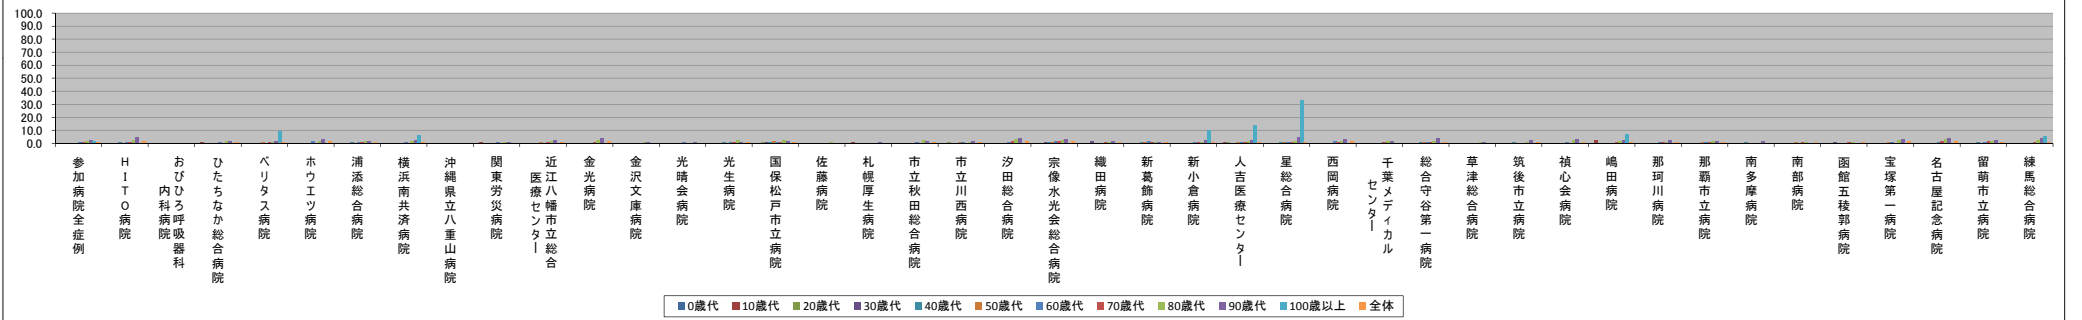 100.0
90.0
80.0
70.0
60.0
50.0
40.0
30.0
20.0
10.0
0.0
参加病院全症例
HITO病院
おびひろ呼吸器科
内科病院
ひたちなか総合病院
ベリタス病院
ホウエツ病院
浦添総合病院
横浜南共済病院
沖縄県立八重山病院
関東労災病院
近江八幡市立総合
医療センター
金光病院
金沢文庫病院
光晴会病院
光生病院
国保松戸市立病院
佐藤病院
札幌厚生病院
市立秋田総合病院
市立川西病院
汐田総合病院
宗像水光会総合病院
織田病院
新葛飾病院
新小倉病院
人吉医療センター
星総合病院
西岡病院
千葉メディカル
センター
総合守谷第一病院
草津総合病院
筑後市立病院
禎心会病院
嶋田病院
那珂川病院
那覇市立病院
南多摩病院
南部病院
函館五稜郭病院
宝塚第一病院
名古屋記念病院
留萌市立病院
練馬総合病院
0歳代 10歳代 20歳代 30歳代 40歳代 50歳代 60歳代 70歳代 80歳代 90歳代 100歳以上 全体